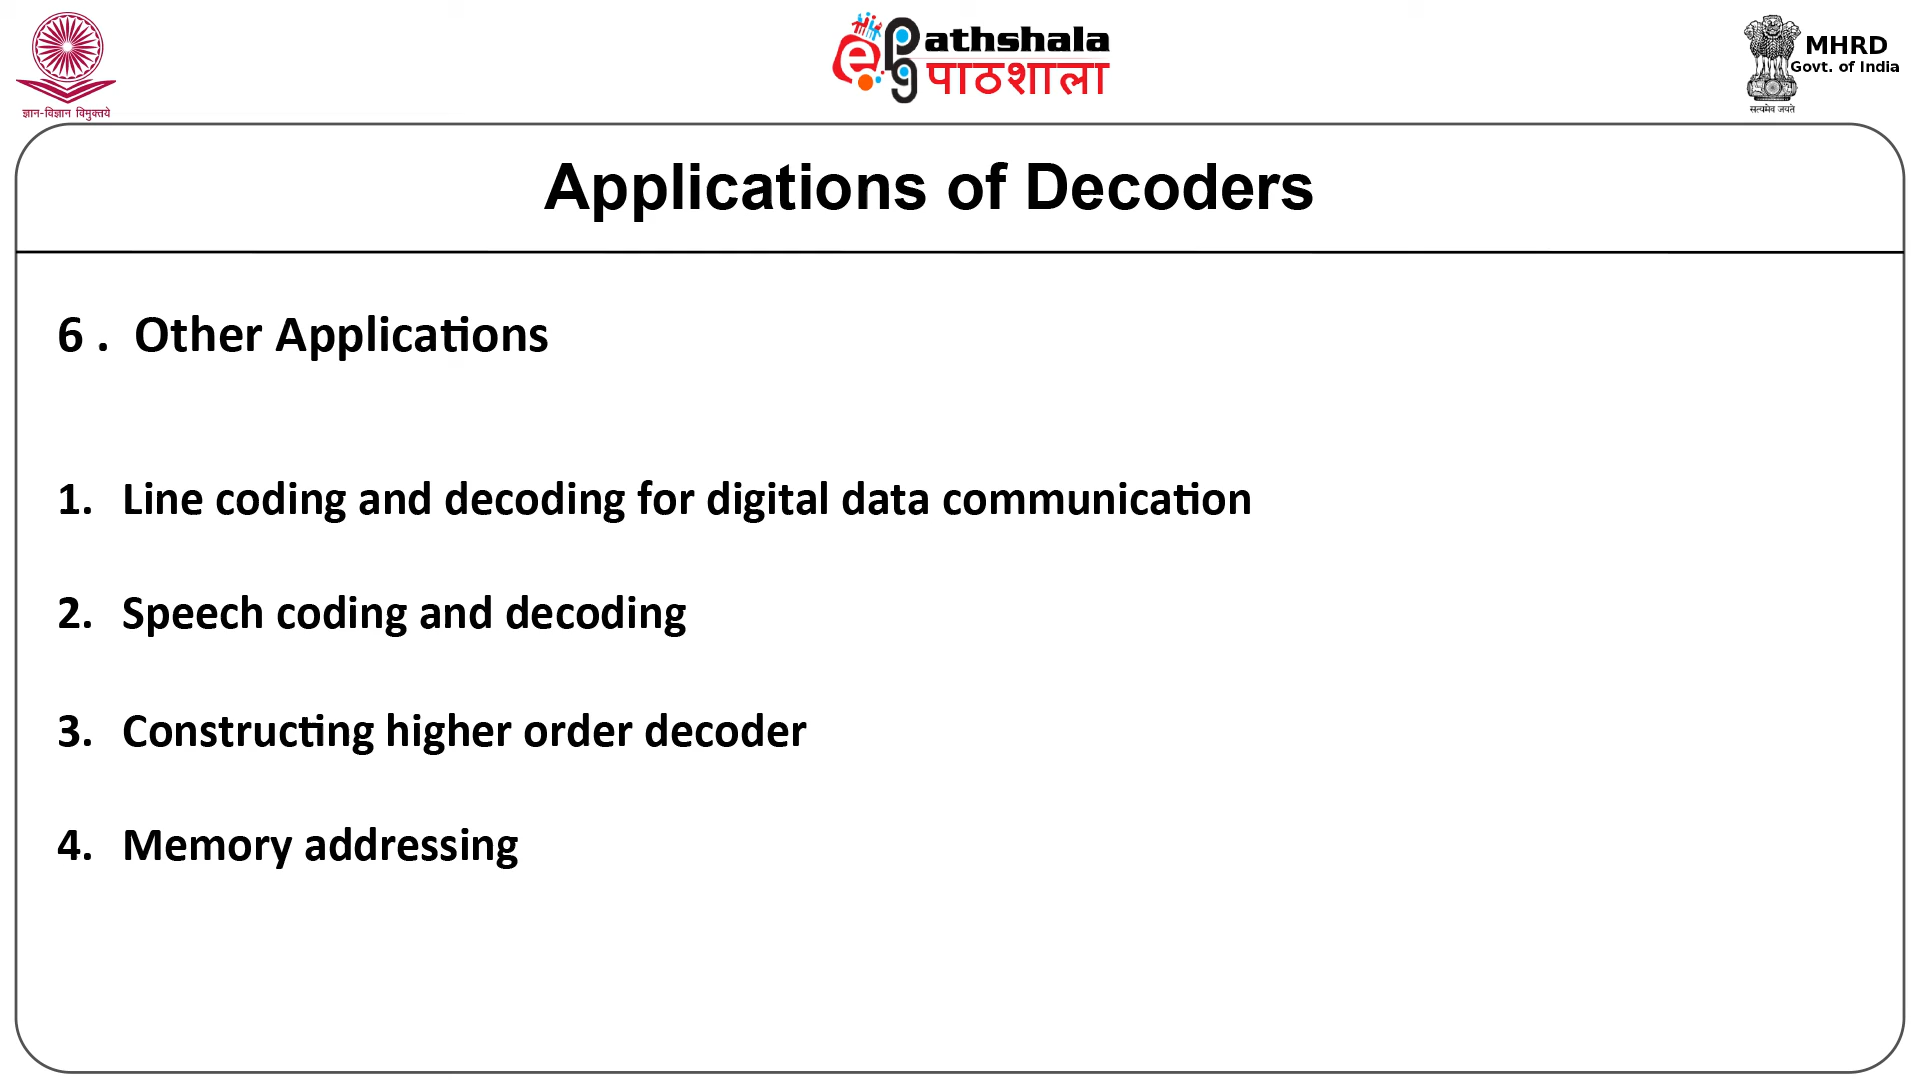 ज्ञान-विज्ञान विमुक्तये
ePathshala
पाठशाला
MHRD
Govt. of India
सत्यमेव जयते
Applications of Decoders
6 . Other Applications
1. Line coding and decoding for digital data communication
2. Speech coding and decoding
3. Constructing higher order decoder
4. Memory addressing